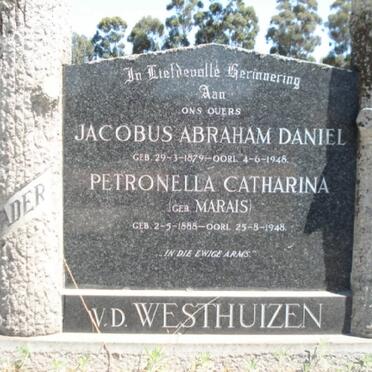 In Liefdevolle Herinnering
Aan
ONS OUERS
JACOBUS ABRAHAM DANIEL
GEB. 29-3-1879—OORL. 4-6-1948.
PETRONELLA CATHARINA
(GEB. MARAIS)
GEB. 2-5-1888—OORL. 25-8-1948.
"..IN DIE EWIGE ARMS."
V.D. WESTHUIZEN
ADER